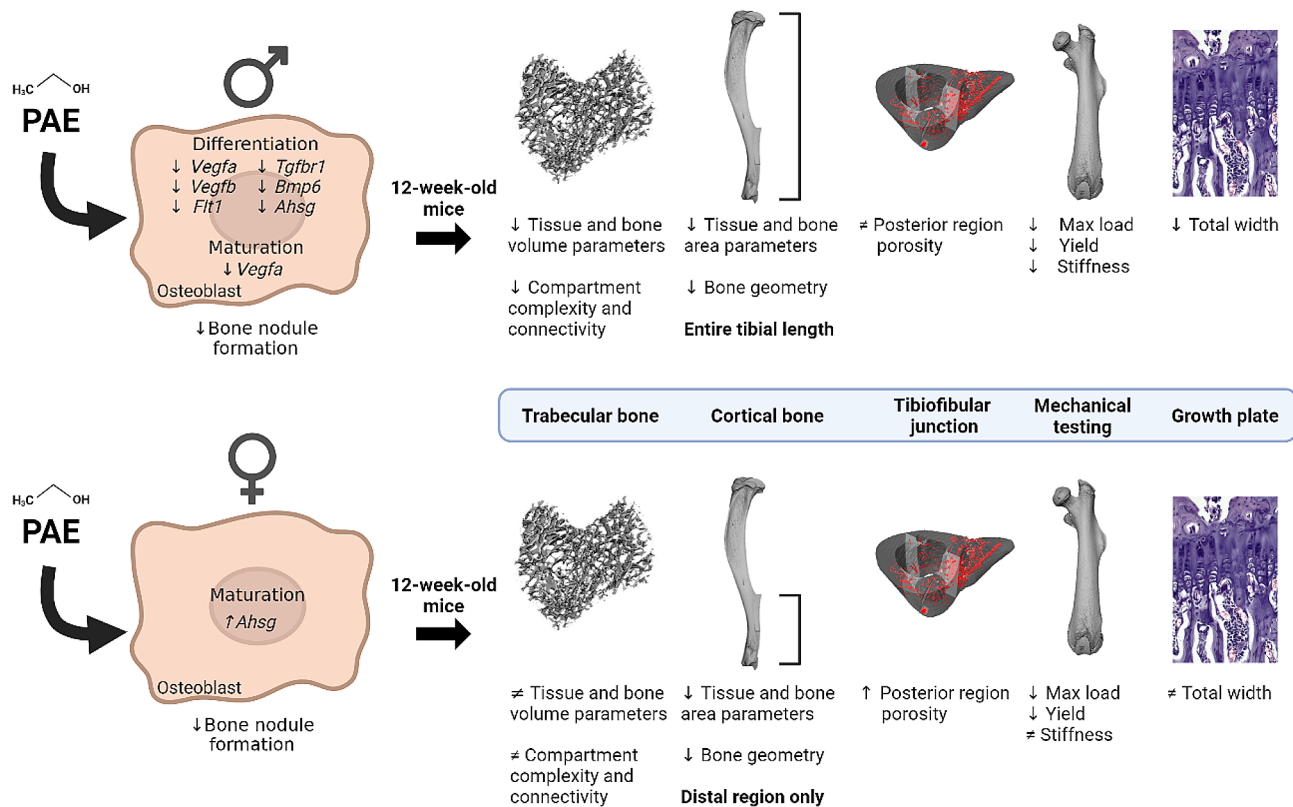 H₃C OH
PAE
Differentiation
↓ Vegfa ↓ Tgfbr1
↓ Vegfb ↓ Bmp6
↓ Flt1 ↓ Ahsg
Maturation
↓ Vegfa
Osteoblast
↓Bone nodule
formation
12-week-old
mice
↓ Tissue and bone
volume parameters
↓ Compartment
complexity and
connectivity
↓ Tissue and bone
area parameters
↓ Bone geometry
Entire tibial length
≠ Posterior region
porosity
↓ Max load
↓ Yield
↓ Stiffness
↓ Total width
Trabecular bone
Cortical bone
Tibiofibular
junction
Mechanical
testing
Growth plate
H₃C OH
PAE
Maturation
↑Ahsg
Osteoblast
↓Bone nodule
formation
12-week-old
mice
≠ Tissue and bone
volume parameters
≠ Compartment
complexity and
connectivity
↓ Tissue and bone
area parameters
↓ Bone geometry
Distal region only
↑ Posterior region
porosity
↓ Max load
↓ Yield
≠ Stiffness
≠ Total width